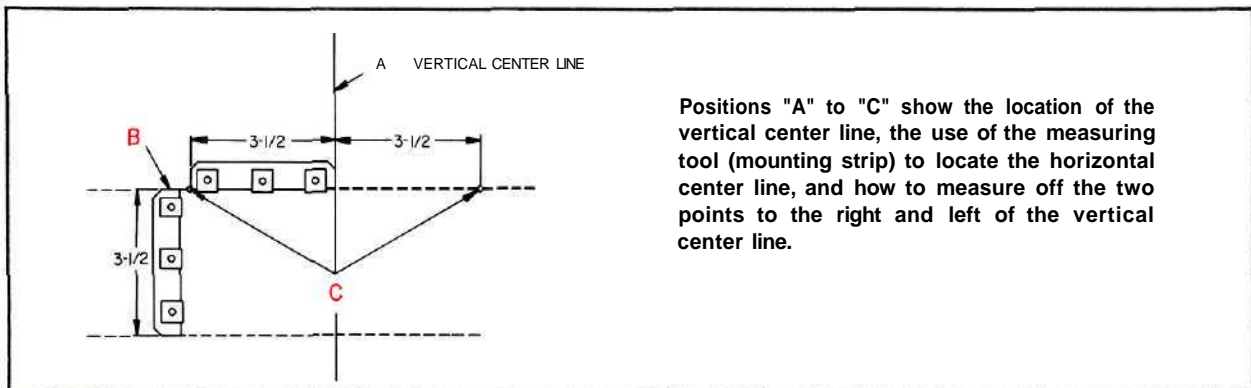 A VERTICAL CENTER LINE
B
3-1/2
3-1/2
3-1/2
C
Positions "A" to "C" show the location of the
vertical center line, the use of the measuring
tool (mounting strip) to locate the horizontal
center line, and how to measure off the two
points to the right and left of the vertical
center line.